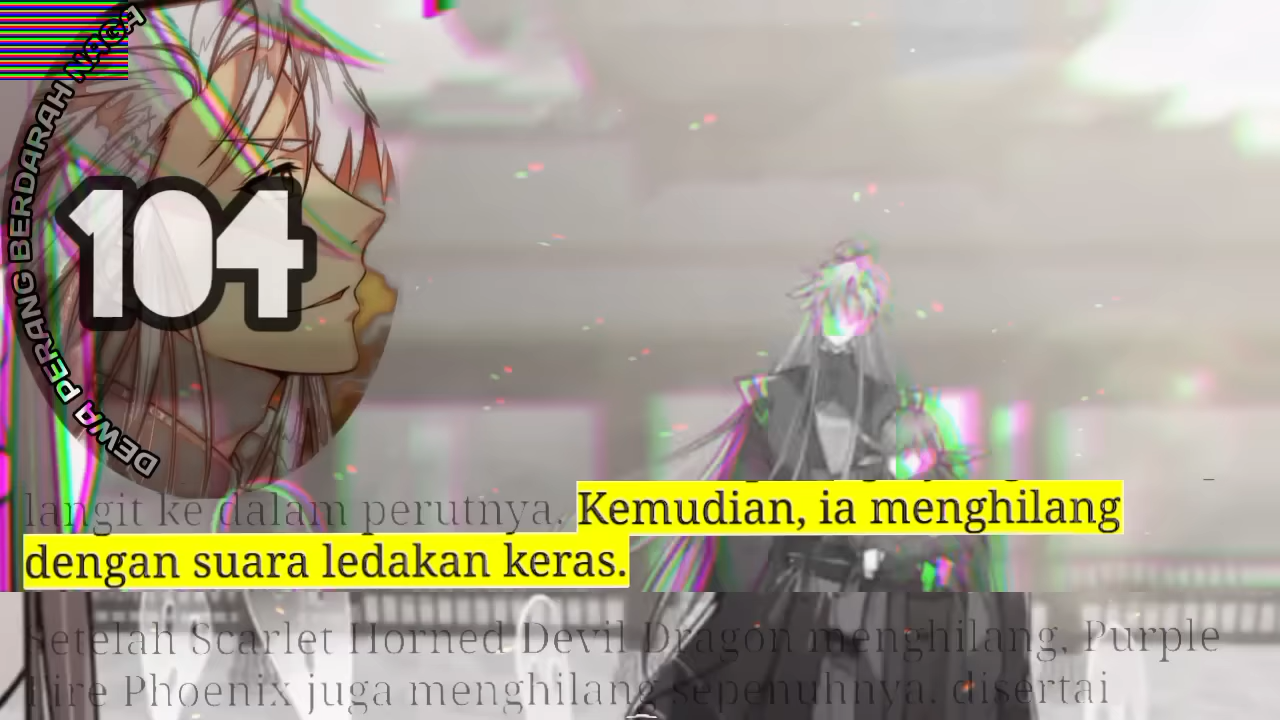 DEWA PERANG BERDARAH NAGA
104
langit ke dalam perutnya. Kemudian, ia menghilang
dengan suara ledakan keras.
Setelah Scarlet Horned Devil Dragon menghilang, Purple
Fire Phoenix juga menghilang sepenuhnya. disertai